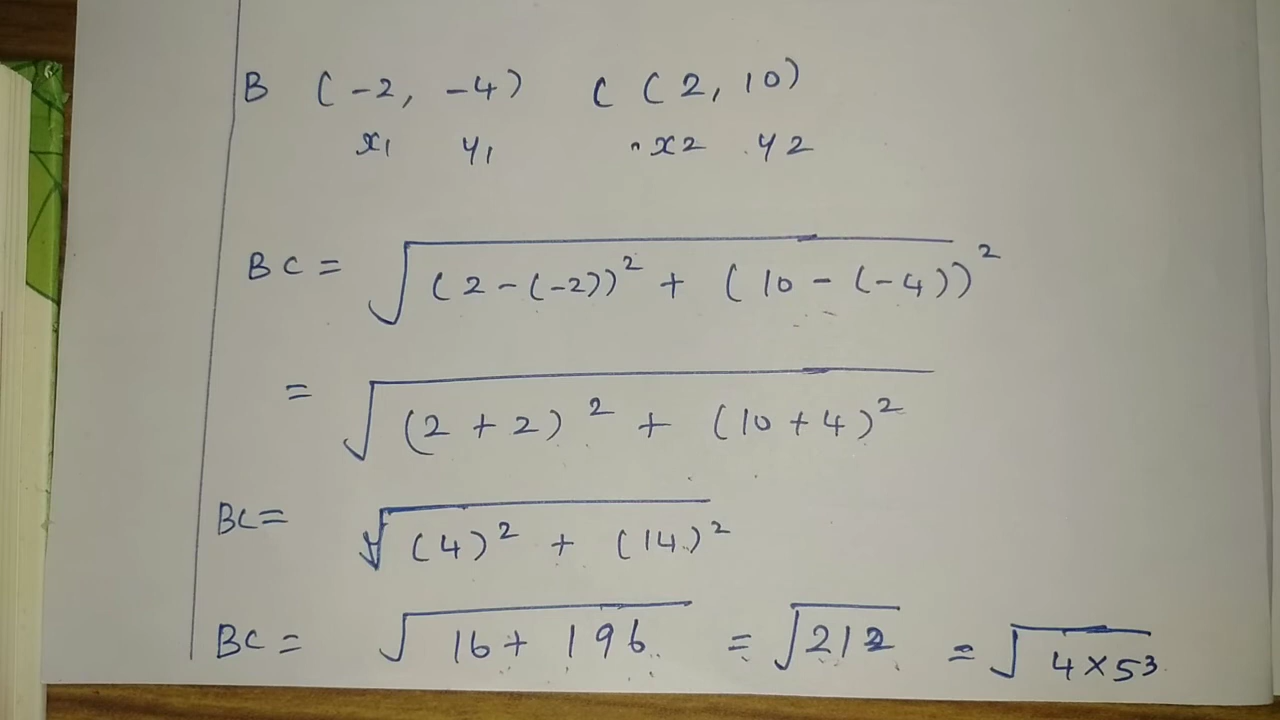 B (-2, -4) C (2, 10)
x1 y1 x2 y2
BC = √(2-(-2))² + (10-(-4))²
= √(2+2)² + (10+4)²
BC = √(4)² + (14)²
BC = √16+196 = √212 = √4×53